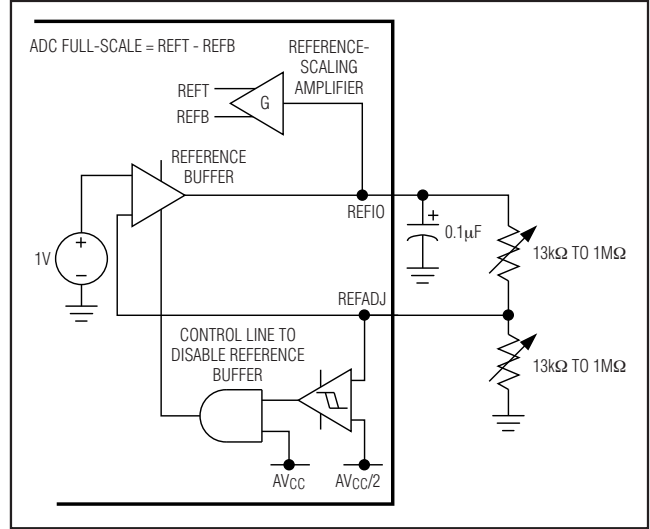 ADC FULL-SCALE = REFT - REFB
REFERENCE-
SCALING
AMPLIFIER
REFT
REFB
G
REFERENCE
BUFFER
REFIO
+
0.1μF
13kΩ TO 1MΩ
1V
+
−
REFADJ
CONTROL LINE TO
DISABLE REFERENCE
BUFFER
13kΩ TO 1MΩ
AVCC
AVCC/2